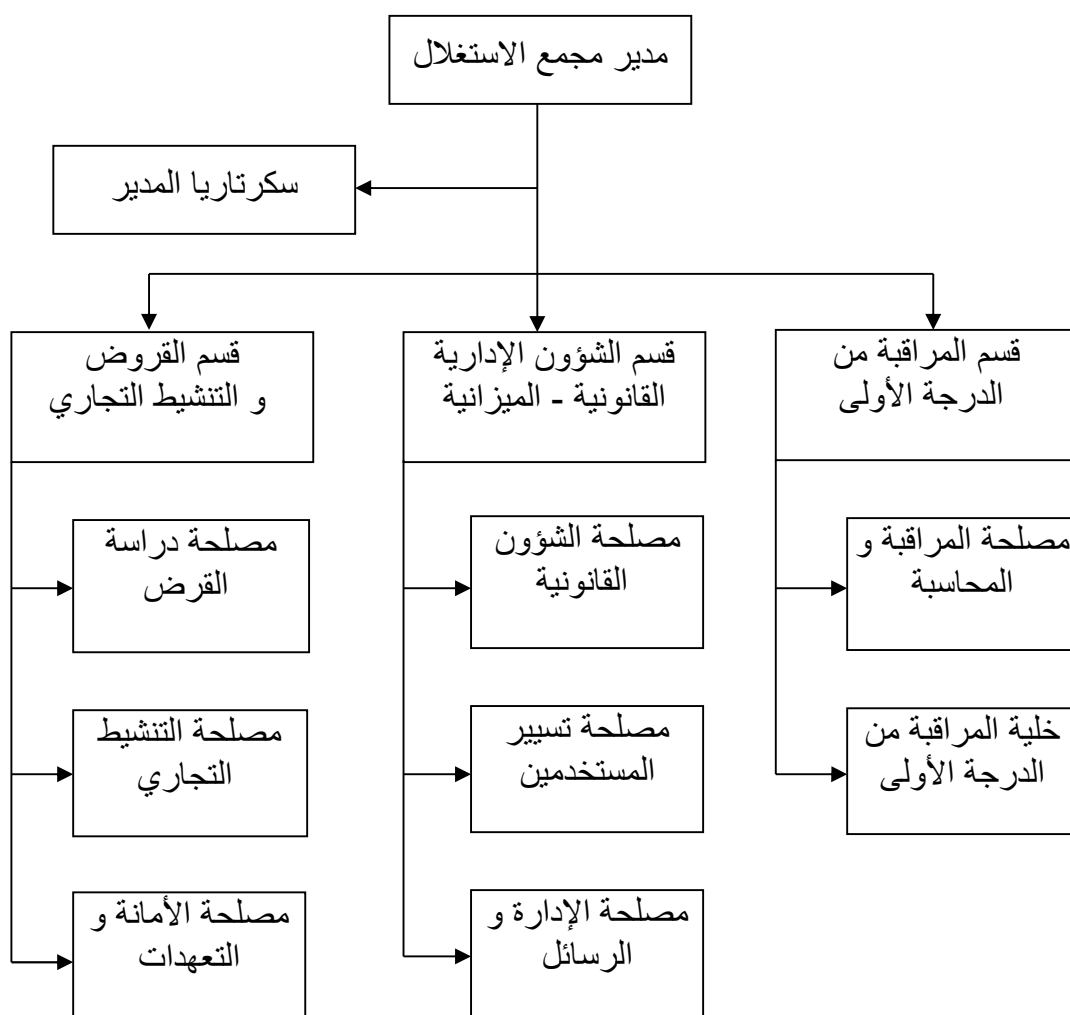 مدير مجمع الاستغلال
سكرتاريا المدير
قسم المراقبة من
الدرجة الأولى
قسم الشؤون الإدارية
القانونية - الميزانية
قسم القروض
و التنشيط التجاري
مصلحة المراقبة و
المحاسبة
مصلحة الشؤون
القانونية
مصلحة دراسة
القرض
خلية المراقبة من
الدرجة الأولى
مصلحة تسيير
المستخدمين
مصلحة التنشيط
التجاري
مصلحة الإدارة و
الرسائل
مصلحة الأمانة و
التعهدات